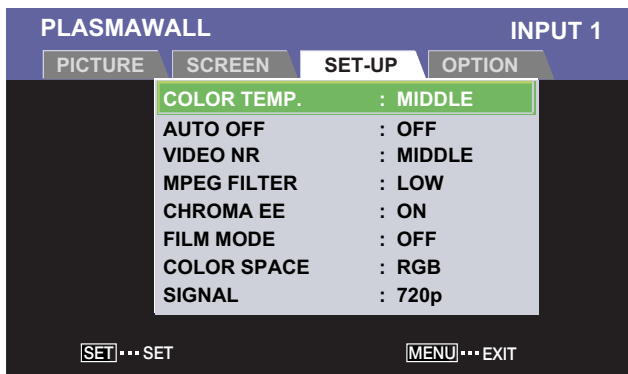 PLASMAWALL INPUT 1
PICTURE SCREEN SET-UP OPTION
COLOR TEMP. : MIDDLE
AUTO OFF : OFF
VIDEO NR : MIDDLE
MPEG FILTER : LOW
CHROMA EE : ON
FILM MODE : OFF
COLOR SPACE : RGB
SIGNAL : 720p
SET ··· SET MENU ··· EXIT